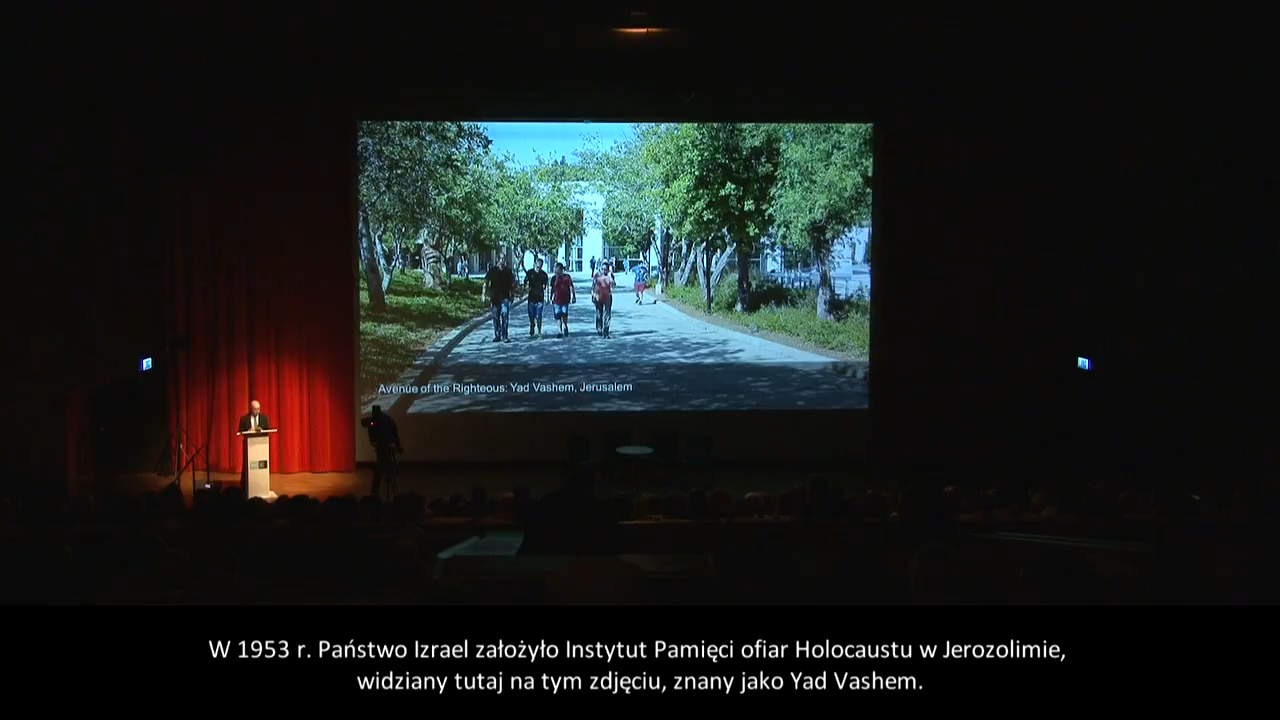 Avenue of the Righteous: Yad Vashem, Jerusalem
W 1953 r. Państwo Izrael założyło Instytut Pamięci ofiar Holocaustu w Jerozolimie,
widziany tutaj na tym zdjęciu, znany jako Yad Vashem.